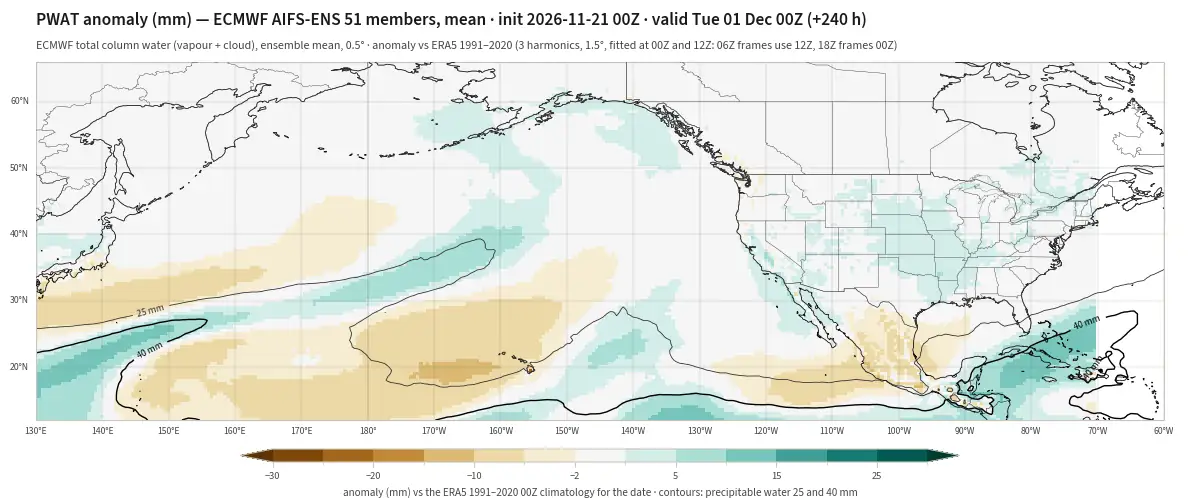 PWAT anomaly (mm) — ECMWF AIFS-ENS 51 members, mean · init 2026-11-21 00Z · valid Tue 01 Dec 00Z (+240 h)
ECMWF total column water (vapour + cloud), ensemble mean, 0.5° · anomaly vs ERA5 1991–2020 (3 harmonics, 1.5°, fitted at 00Z and 12Z: 06Z frames use 12Z, 18Z frames 00Z)
60°N
50°N
40°N
30°N
20°N
25 mm
40 mm
40 mm
130°E 140°E 150°E 160°E 170°E 180° 170°W 160°W 150°W 140°W 130°W 120°W 110°W 100°W 90°W 80°W 70°W 60°W
−30 −20 −10 −2 5 15 25
anomaly (mm) vs the ERA5 1991–2020 00Z climatology for the date · contours: precipitable water 25 and 40 mm